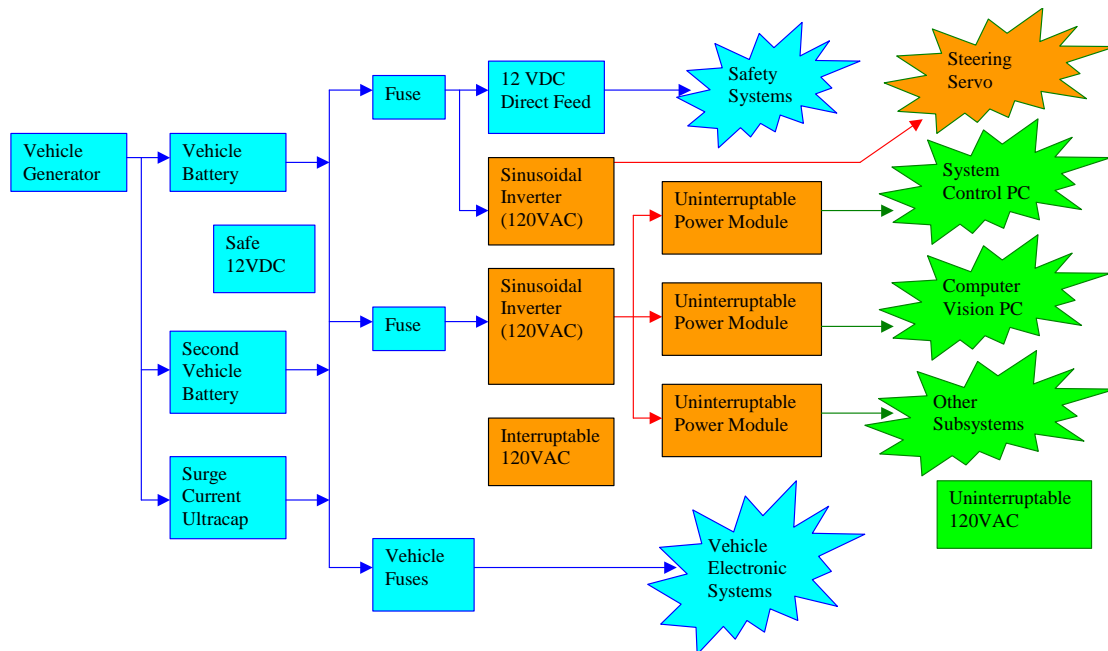 Steering
Servo
12 VDC
Direct Feed
Safety
Systems
Fuse
Vehicle
Generator
Vehicle
Battery
Sinusoidal
Inverter
(120VAC)
Uninterruptable
Power Module
System
Control PC
Safe
12VDC
Sinusoidal
Inverter
(120VAC)
Uninterruptable
Power Module
Computer
Vision PC
Fuse
Second
Vehicle
Battery
Uninterruptable
Power Module
Other
Subsystems
Interruptable
120VAC
Surge
Current
Ultracap
Uninterruptable
120VAC
Vehicle
Fuses
Vehicle
Electronic
Systems